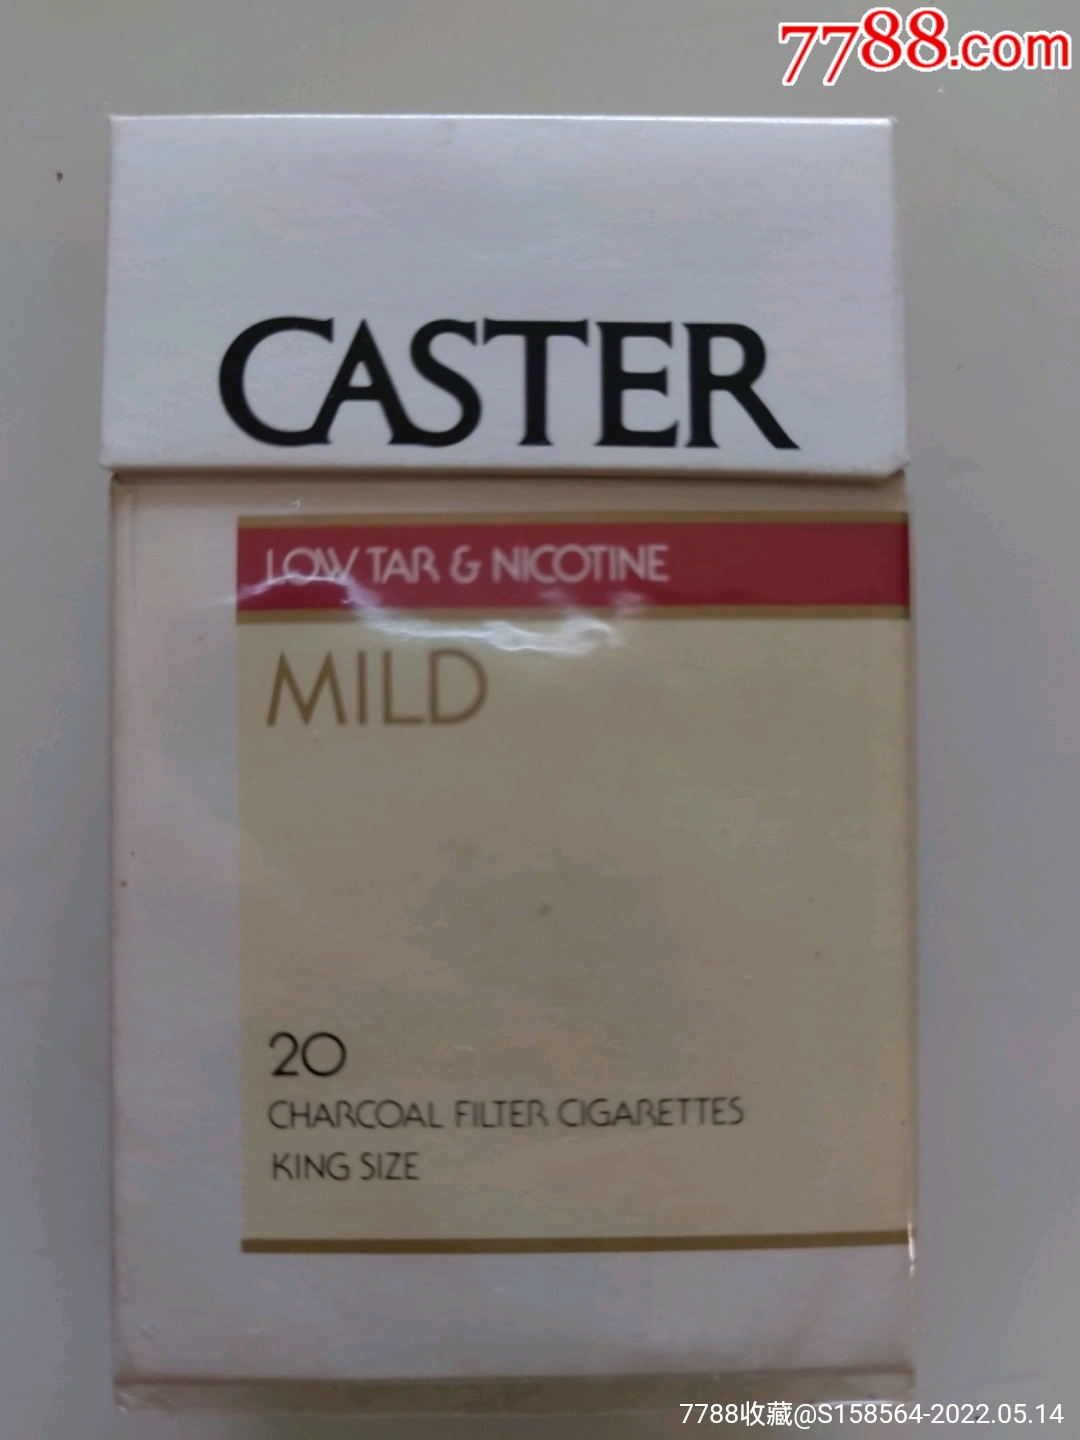 7788.com
CASTER
LOW TAR & NICOTINE
MILD
20
CHARCOAL FILTER CIGARETTES
KING SIZE
7788收藏@S158564-2022.05.14